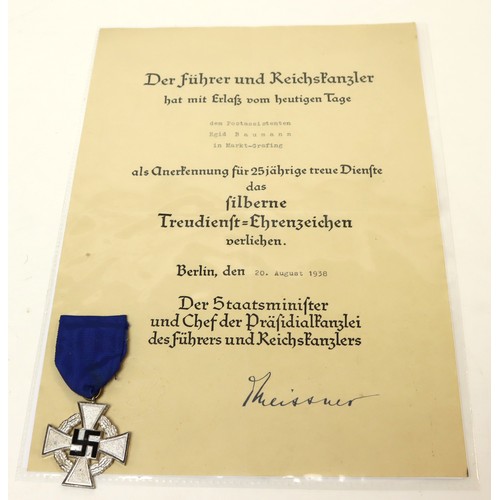 Der Führer und Reichskanzler
hat mit Erlaß vom heutigen Tage
dem Postassistenten
Egid Baumann
in Markt-Grafing
als Anerkennung für 25jährige treue Dienste
das
silberne
Treudienst=Ehrenzeichen
verliehen.
Berlin, den 20. August 1938
Der Staatsminister
und Chef der Präsidialkanzlei
des Führers und Reichskanzlers
Meissner